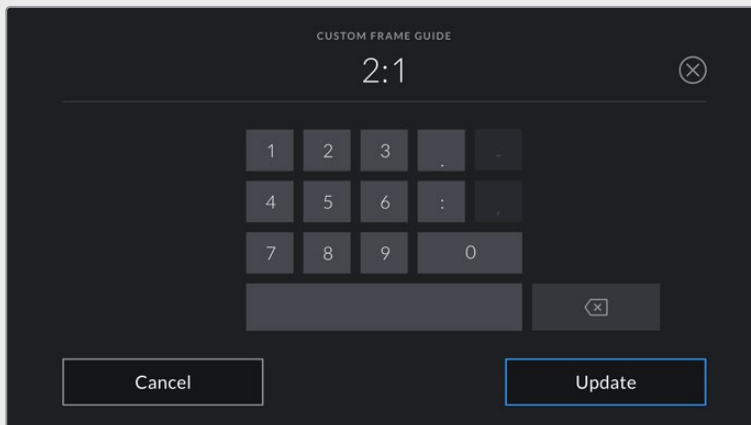 CUSTOM FRAME GUIDE
2:1
1 2 3 . -
4 5 6 : ,
7 8 9 0
Cancel Update